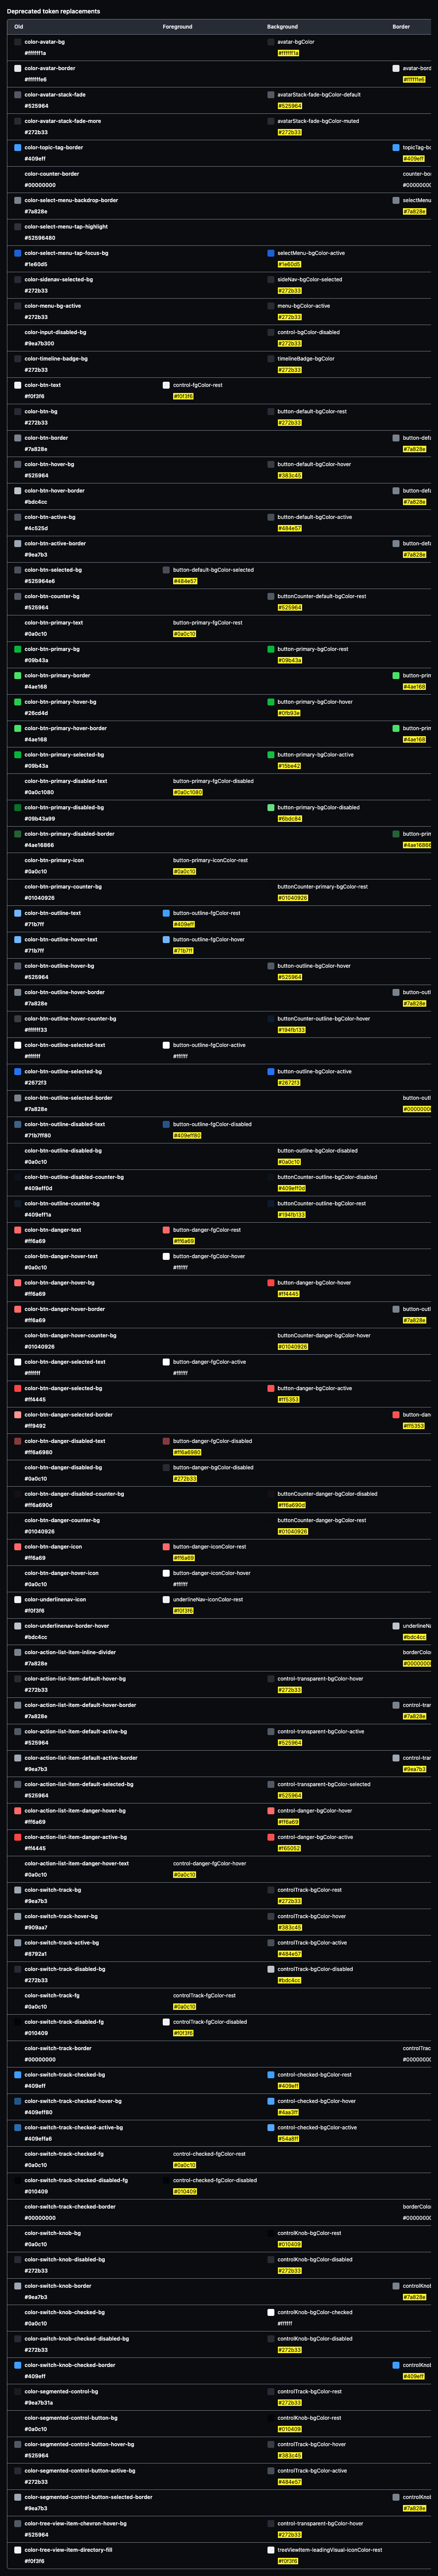 Deprecated token replacements
Old Foreground Background Border
color-avatar-bg avatar-bgColor
#ffffff1a #ffffff1a
color-avatar-border avatar-bord
#ffffffe6 #ffffffe6
color-avatar-stack-fade avatarStack-fade-bgColor-default
#525964 #525964
color-avatar-stack-fade-more avatarStack-fade-bgColor-muted
#272b33 #272b33
color-topic-tag-border topicTag-bo
#409eff #409eff
color-counter-border counter-bor
#00000000 #0000000
color-select-menu-backdrop-border selectMenu
#7a828e #7a828e
color-select-menu-tap-highlight
#52596480
color-select-menu-tap-focus-bg selectMenu-bgColor-active
#1e60d5 #1e60d5
color-sidenav-selected-bg sideNav-bgColor-selected
#272b33 #272b33
color-menu-bg-active menu-bgColor-active
#272b33 #272b33
color-input-disabled-bg control-bgColor-disabled
#9ea7b300 #272b33
color-timeline-badge-bg timelineBadge-bgColor
#272b33 #272b33
color-btn-text control-fgColor-rest
#f0f3f6 #f0f3f6
color-btn-bg button-default-bgColor-rest
#272b33 #272b33
color-btn-border button-defa
#7a828e #7a828e
color-btn-hover-bg button-default-bgColor-hover
#525964 #383c45
color-btn-hover-border button-defa
#bdc4cc #7a828e
color-btn-active-bg button-default-bgColor-active
#4c525d #484e57
color-btn-active-border button-defa
#9ea7b3 #7a828e
color-btn-selected-bg button-default-bgColor-selected
#525964e6 #484e57
color-btn-counter-bg buttonCounter-default-bgColor-rest
#525964 #525964
color-btn-primary-text button-primary-fgColor-rest
#0a0c10 #0a0c10
color-btn-primary-bg button-primary-bgColor-rest
#09b43a #09b43a
color-btn-primary-border button-prim
#4ae168 #4ae168
color-btn-primary-hover-bg button-primary-bgColor-hover
#26cd4d #01b93e
color-btn-primary-hover-border button-prim
#4ae168 #4ae168
color-btn-primary-selected-bg button-primary-bgColor-active
#09b43a #15be42
color-btn-primary-disabled-text button-primary-fgColor-disabled
#0a0c1080 #0a0c1080
color-btn-primary-disabled-bg button-primary-bgColor-disabled
#09b43a99 #6bdc84
color-btn-primary-disabled-border button-prim
#4ae16866 #4ae16866
color-btn-primary-icon button-primary-iconColor-rest
#0a0c10 #0a0c10
color-btn-primary-counter-bg buttonCounter-primary-bgColor-rest
#01040926 #01040926
color-btn-outline-text button-outline-fgColor-rest
#71b7ff #409eff
color-btn-outline-hover-text button-outline-fgColor-hover
#71b7ff #71b7ff
color-btn-outline-hover-bg button-outline-bgColor-hover
#525964 #525964
color-btn-outline-hover-border button-outl
#7a828e #7a828e
color-btn-outline-hover-counter-bg buttonCounter-outline-bgColor-hover
#ffffff33 #194fb133
color-btn-outline-selected-text button-outline-fgColor-active
#ffffff #ffffff
color-btn-outline-selected-bg button-outline-bgColor-active
#2672f3 #2672f3
color-btn-outline-selected-border button-outl
#7a828e #0000000
color-btn-outline-disabled-text button-outline-fgColor-disabled
#71b7ff80 #409eff80
color-btn-outline-disabled-bg button-outline-bgColor-disabled
#0a0c10 #0a0c10
color-btn-outline-disabled-counter-bg buttonCounter-outline-bgColor-disabled
#409eff0d #409eff0d
color-btn-outline-counter-bg buttonCounter-outline-bgColor-rest
#409eff1a #194fb133
color-btn-danger-text button-danger-fgColor-rest
#ff6a69 #ff6a69
color-btn-danger-hover-text button-danger-fgColor-hover
#0a0c10 #ffffff
color-btn-danger-hover-bg button-danger-bgColor-hover
#ff6a69 #ff4445
color-btn-danger-hover-border button-outl
#ff6a69 #7a828e
color-btn-danger-hover-counter-bg buttonCounter-danger-bgColor-hover
#01040926 #01040926
color-btn-danger-selected-text button-danger-fgColor-active
#ffffff #ffffff
color-btn-danger-selected-bg button-danger-bgColor-active
#ff4445 #ff5353
color-btn-danger-selected-border button-dan
#ff9492 #ff5353
color-btn-danger-disabled-text button-danger-fgColor-disabled
#ff6a6980 #ff6a6980
color-btn-danger-disabled-bg button-danger-bgColor-disabled
#0a0c10 #272b33
color-btn-danger-disabled-counter-bg buttonCounter-danger-bgColor-disabled
#ff6a690d #ff6a690d
color-btn-danger-counter-bg buttonCounter-danger-bgColor-rest
#01040926 #01040926
color-btn-danger-icon button-danger-iconColor-rest
#ff6a69 #ff6a69
color-btn-danger-hover-icon button-danger-iconColor-hover
#0a0c10 #ffffff
color-underlinenav-icon underlineNav-iconColor-rest
#f0f3f6 #f0f3f6
color-underlinenav-border-hover underlineNa
#bdc4cc #bdc4cc
color-action-list-item-inline-divider borderColo
#7a828e #0000000
color-action-list-item-default-hover-bg control-transparent-bgColor-hover
#272b33 #272b33
color-action-list-item-default-hover-border control-tran
#7a828e #7a828e
color-action-list-item-default-active-bg control-transparent-bgColor-active
#525964 #525964
color-action-list-item-default-active-border control-tran
#9ea7b3 #9ea7b3
color-action-list-item-default-selected-bg control-transparent-bgColor-selected
#525964 #525964
color-action-list-item-danger-hover-bg control-danger-bgColor-hover
#ff6a69 #ff6a69
color-action-list-item-danger-active-bg control-danger-bgColor-active
#ff4445 #f65052
color-action-list-item-danger-hover-text control-danger-fgColor-hover
#0a0c10 #0a0c10
color-switch-track-bg controlTrack-bgColor-rest
#9ea7b3 #272b33
color-switch-track-hover-bg controlTrack-bgColor-hover
#909aa7 #383c45
color-switch-track-active-bg controlTrack-bgColor-active
#8792a1 #484e57
color-switch-track-disabled-bg controlTrack-bgColor-disabled
#272b33 #bdc4cc
color-switch-track-fg controlTrack-fgColor-rest
#0a0c10 #0a0c10
color-switch-track-disabled-fg controlTrack-fgColor-disabled
#010409 #f0f3f6
color-switch-track-border controlTrac
#00000000 #0000000
color-switch-track-checked-bg control-checked-bgColor-rest
#409eff #409eff
color-switch-track-checked-hover-bg control-checked-bgColor-hover
#409eff80 #4aa3ff
color-switch-track-checked-active-bg control-checked-bgColor-active
#409effa6 #54a8ff
color-switch-track-checked-fg control-checked-fgColor-rest
#0a0c10 #0a0c10
color-switch-track-checked-disabled-fg control-checked-fgColor-disabled
#010409 #010409
color-switch-track-checked-border borderColo
#00000000 #0000000
color-switch-knob-bg controlKnob-bgColor-rest
#0a0c10 #010409
color-switch-knob-disabled-bg controlKnob-bgColor-disabled
#272b33 #272b33
color-switch-knob-border controlKnob
#9ea7b3 #7a828e
color-switch-knob-checked-bg controlKnob-bgColor-checked
#0a0c10 #ffffff
color-switch-knob-checked-disabled-bg controlKnob-bgColor-disabled
#272b33 #272b33
color-switch-knob-checked-border controlKnob
#409eff #409eff
color-segmented-control-bg controlTrack-bgColor-rest
#9ea7b31a #272b33
color-segmented-control-button-bg controlKnob-bgColor-rest
#0a0c10 #010409
color-segmented-control-button-hover-bg controlTrack-bgColor-hover
#525964 #383c45
color-segmented-control-button-active-bg controlTrack-bgColor-active
#272b33 #484e57
color-segmented-control-button-selected-border controlKnob
#9ea7b3 #7a828e
color-tree-view-item-chevron-hover-bg control-transparent-bgColor-hover
#525964 #272b33
color-tree-view-item-directory-fill treeViewItem-leadingVisual-iconColor-rest
#f0f3f6 #f0f3f6